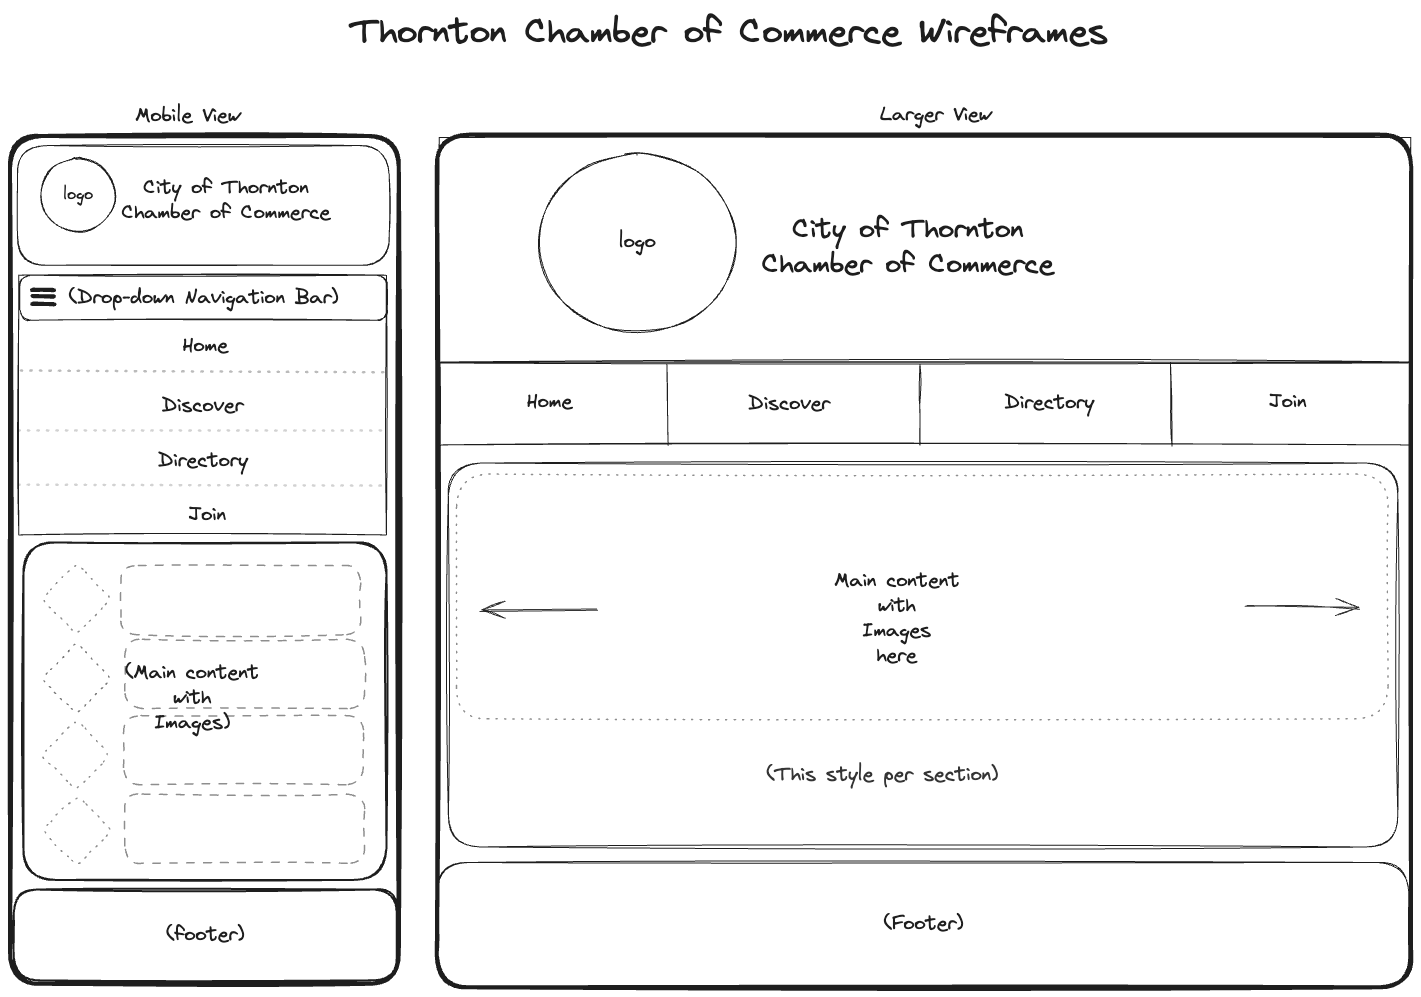 Thornton Chamber of Commerce Wireframes
Mobile View
logo
City of Thornton
Chamber of Commerce
(Drop-down Navigation Bar)
Home
Discover
Directory
Join
(Main content
with
Images)
(footer)
Larger View
logo
City of Thornton
Chamber of Commerce
Home
Discover
Directory
Join
Main content
with
Images
here
(This style per section)
(Footer)